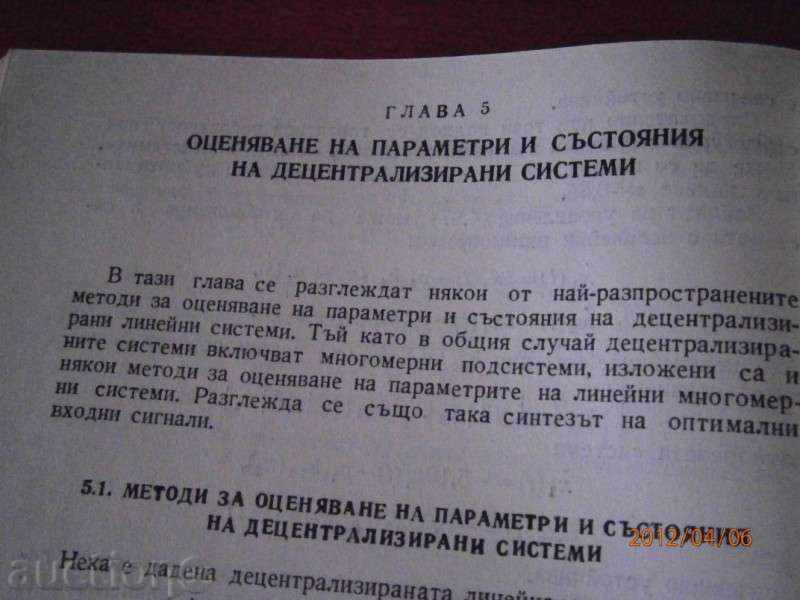 ГЛАВА 5
ОЦЕНЯВАНЕ НА ПАРАМЕТРИ И СЪСТОЯНИЯ
НА ДЕЦЕНТРАЛИЗИРАНИ СИСТЕМИ
В тази глава се разглеждат някои от най-разпространените
методи за оценяване на параметри и състояния на децентрализи-
рани линейни системи. Тъй като в общия случай децентрализира-
ните системи включват многомерни подсистеми, изложени са и
някои методи за оценяване на параметрите на линейни многомер-
ни системи. Разглежда се също така синтезът на оптимални
входни сигнали.
5.1. МЕТОДИ ЗА ОЦЕНЯВАНЕ НА ПАРАМЕТРИ И СЪСТОЯНИЯ
НА ДЕЦЕНТРАЛИЗИРАНИ СИСТЕМИ
2012/04/06
Нека е дадена децентрализираната